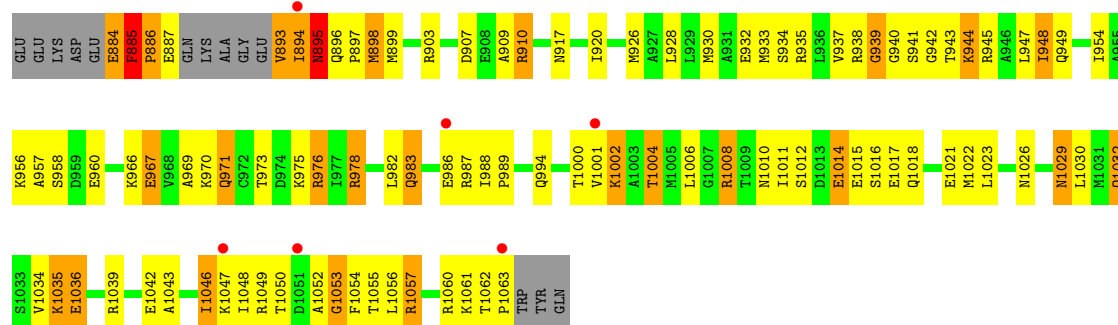 GLU GLU LYS ASP GLU E884 F885 P886 E887 GLN LYS ALA GLY GLU V893 I894 N895 Q896 P897 M898 M899 R903 D907 E908 A909 R910 N917 I920 M926 A927 L928 L929 M930 A931 E932 M933 S934 R935 L936 V937 R938 G939 G940 S941 G942 T943 K944 R945 A946 L947 I948 Q949 I954 A955
K956 A957 S958 D959 E960 K966 E967 V968 A969 K970 Q971 C972 T973 D974 K975 R976 I977 R978 L982 Q983 E986 R987 I988 P989 Q994 T1000 V1001 K1002 A1003 T1004 M1005 L1006 G1007 R1008 T1009 N1010 I1011 S1012 D1013 E1014 E1015 S1016 E1017 Q1018 E1021 M1022 L1023 N1026 N1029 L1030 M1031 Q1032
S1033 V1034 K1035 E1036 R1039 E1042 A1043 I1046 K1047 I1048 R1049 T1050 D1051 A1052 G1053 F1054 T1055 L1056 R1057 R1060 K1061 T1062 P1063 TRP TYR GLN